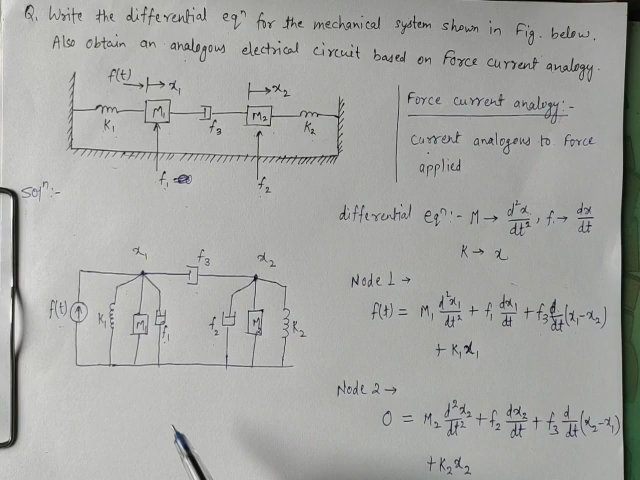 Q. Write the differential eqn for the mechanical system shown in Fig. below.
Also obtain an analogous electrical circuit based on Force current analogy.
f(t) x1 x2
K1 M1 f3 M2 K2
f1 f2
Force current analogy:-
Current analogous to force
applied
Soln:-
differential eqn:- M → d²x/dt², f → dx/dt
K → x
x1 f3 x2
f(t) K1 M1 f1 f2 M2 K2
Node 1 →
f(t) = M1 d²x1/dt² + f1 dx1/dt + f3 d/dt (x1-x2)
+ K1x1
Node 2 →
0 = M2 d²x2/dt² + f2 dx2/dt + f3 d/dt (x2-x1)
+ K2x2